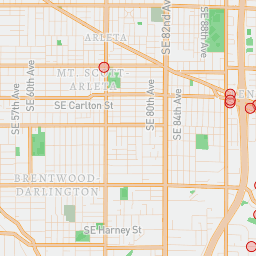 ARLETA
SE 82nd Ave
SE 88th Ave
MT. SCOTT-
ARLETA
SE 60th Ave
SE 57th Ave
SE Carlton St
SE 80th Ave
SE 84th Ave
EN
BRENTWOOD-
DARLINGTON
SE Harney St